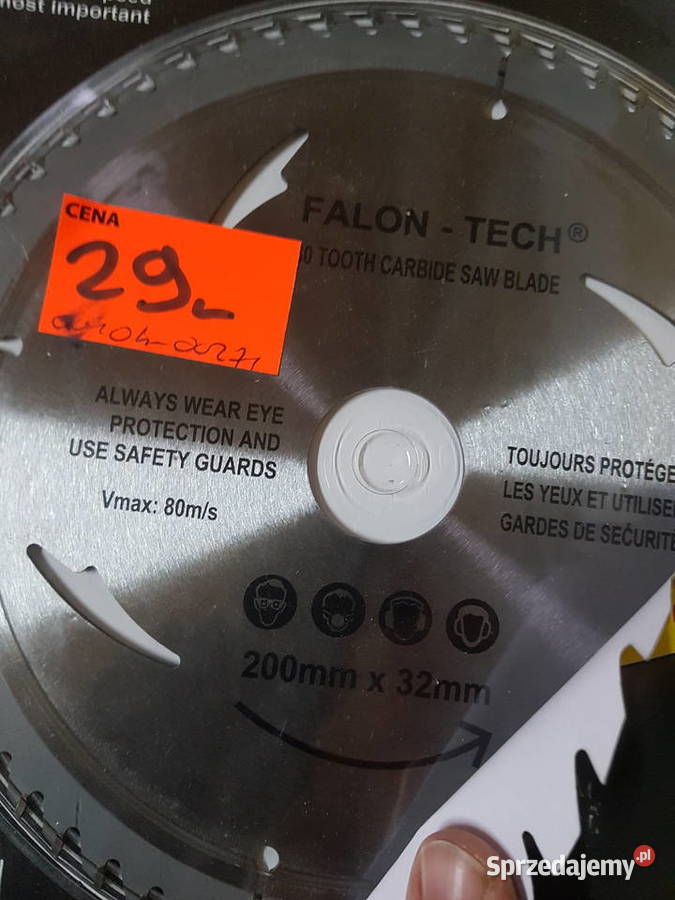 most important
CENA
29,-
FALON - TECH®
0 TOOTH CARBIDE SAW BLADE
ALWAYS WEAR EYE
PROTECTION AND
USE SAFETY GUARDS
Vmax: 80m/s
TOUJOURS PROTÉGE
LES YEUX ET UTILISE
GARDES DE SÉCURITÉ
200mm x 32mm
Sprzedajemy.pl